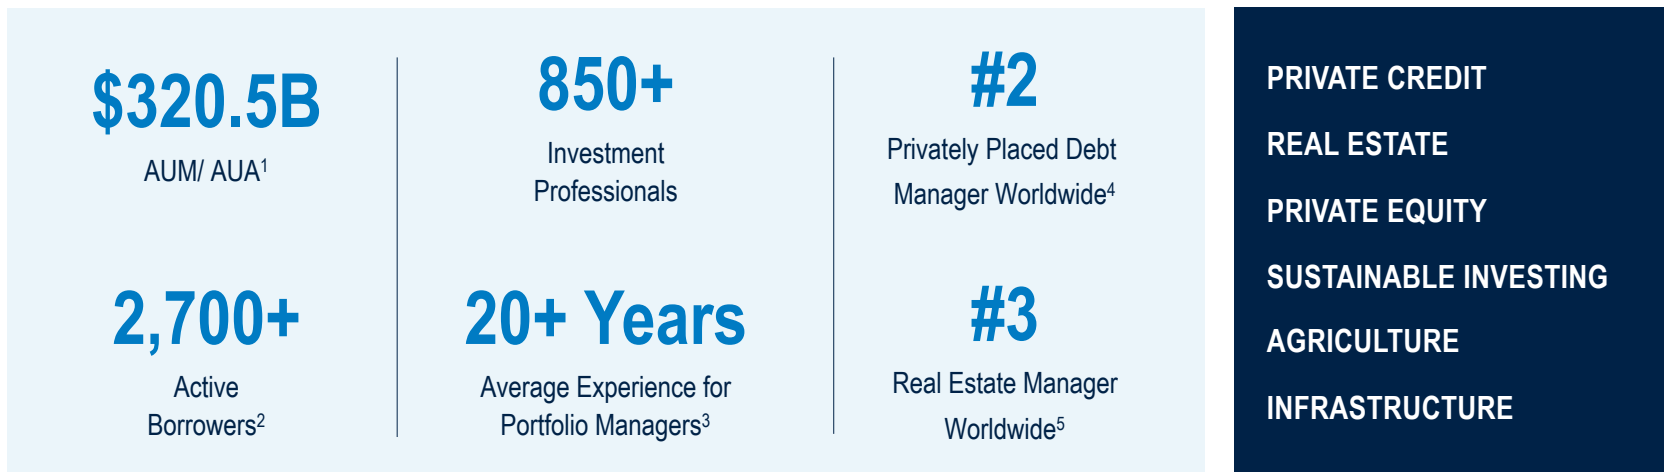 $320.5B
AUM/ AUA1
2,700+
Active
Borrowers2
850+
Investment
Professionals
20+ Years
Average Experience for
Portfolio Managers3
#2
Privately Placed Debt
Manager Worldwide4
#3
Real Estate Manager
Worldwide5
PRIVATE CREDIT
REAL ESTATE
PRIVATE EQUITY
SUSTAINABLE INVESTING
AGRICULTURE
INFRASTRUCTURE